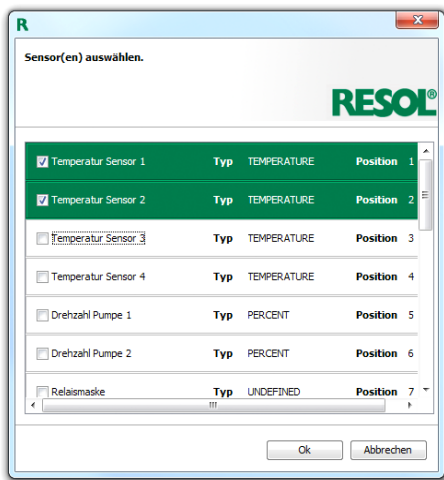 R
Sensor(en) auswählen.
RESOL®
Temperatur Sensor 1 Typ TEMPERATURE Position 1
Temperatur Sensor 2 Typ TEMPERATURE Position 2
Temperatur Sensor 3 Typ TEMPERATURE Position 3
Temperatur Sensor 4 Typ TEMPERATURE Position 4
Drehzahl Pumpe 1 Typ PERCENT Position 5
Drehzahl Pumpe 2 Typ PERCENT Position 6
Relaismaske Typ UNDEFINED Position 7
Ok Abbrechen